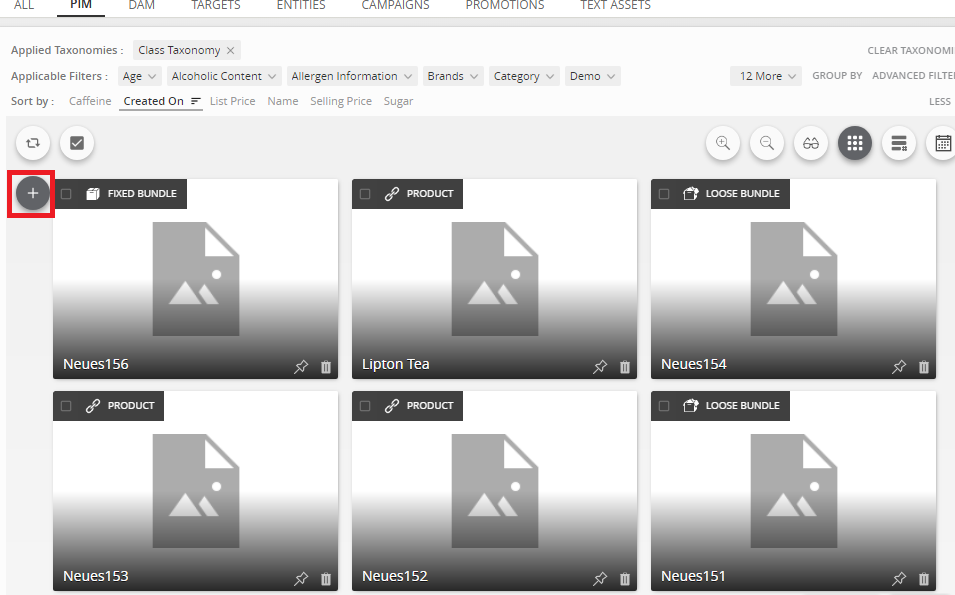 ALL PIM DAM TARGETS ENTITIES CAMPAIGNS PROMOTIONS TEXT ASSETS
Applied Taxonomies : Class Taxonomy × CLEAR TAXONOMI
Applicable Filters : Age Alcoholic Content Allergen Information Brands Category Demo 12 More GROUP BY ADVANCED FILTE
Sort by : Caffeine Created On List Price Name Selling Price Sugar LESS
FIXED BUNDLE PRODUCT LOOSE BUNDLE
Neues156 Lipton Tea Neues154
PRODUCT PRODUCT LOOSE BUNDLE
Neues153 Neues152 Neues151